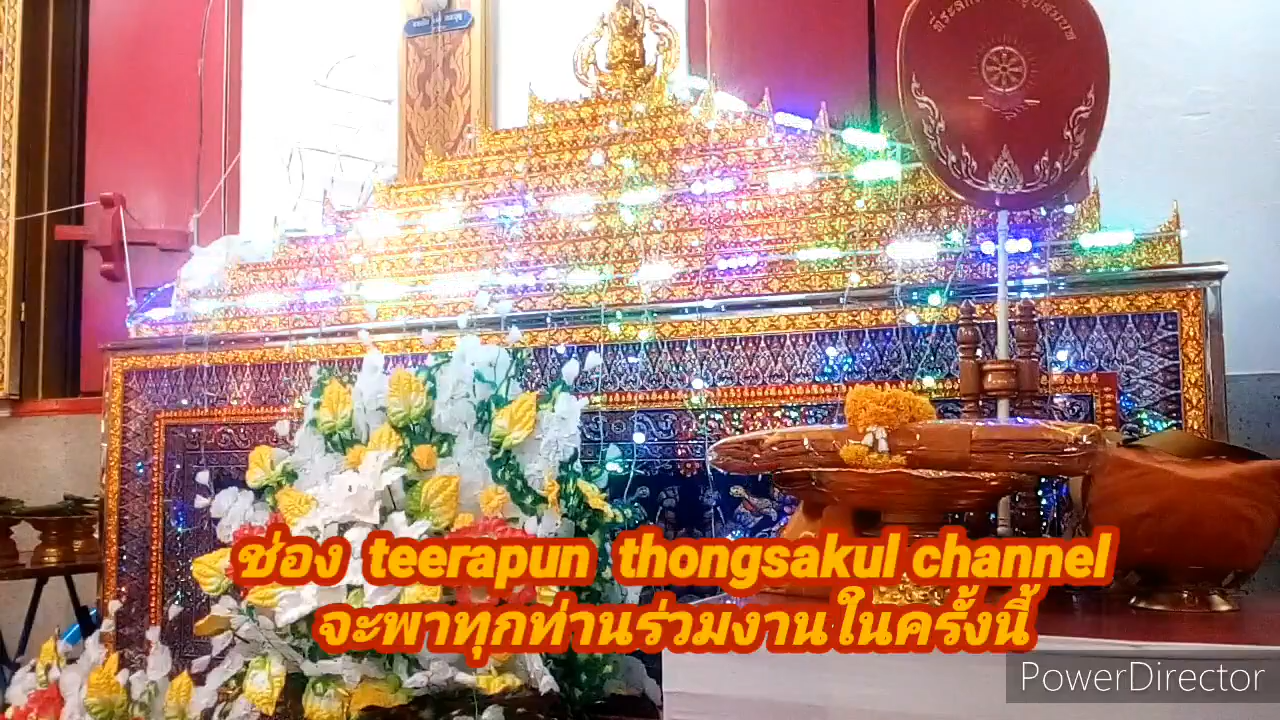 ช่อง teerapun thongsakul channel
จะพาทุกท่านร่วมงานในครั้งนี้
PowerDirector